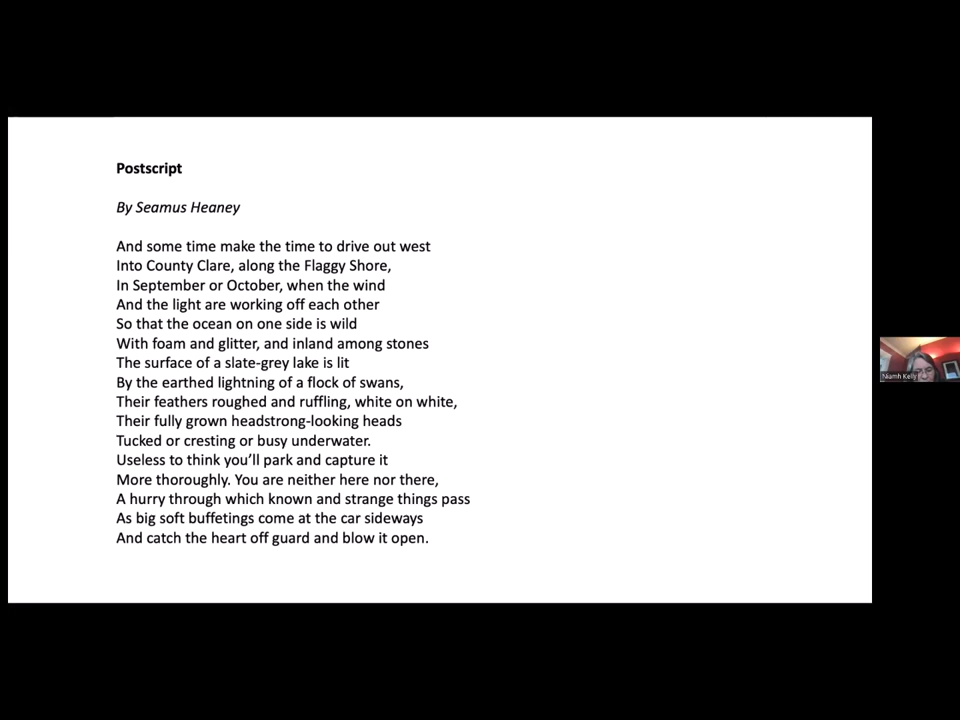 Postscript
By Seamus Heaney
And some time make the time to drive out west
Into County Clare, along the Flaggy Shore,
In September or October, when the wind
And the light are working off each other
So that the ocean on one side is wild
With foam and glitter, and inland among stones
The surface of a slate-grey lake is lit
By the earthed lightning of a flock of swans,
Their feathers roughed and ruffling, white on white,
Their fully grown headstrong-looking heads
Tucked or cresting or busy underwater.
Useless to think you’ll park and capture it
More thoroughly. You are neither here nor there,
A hurry through which known and strange things pass
As big soft buffetings come at the car sideways
And catch the heart off guard and blow it open.
Niamh Kelly